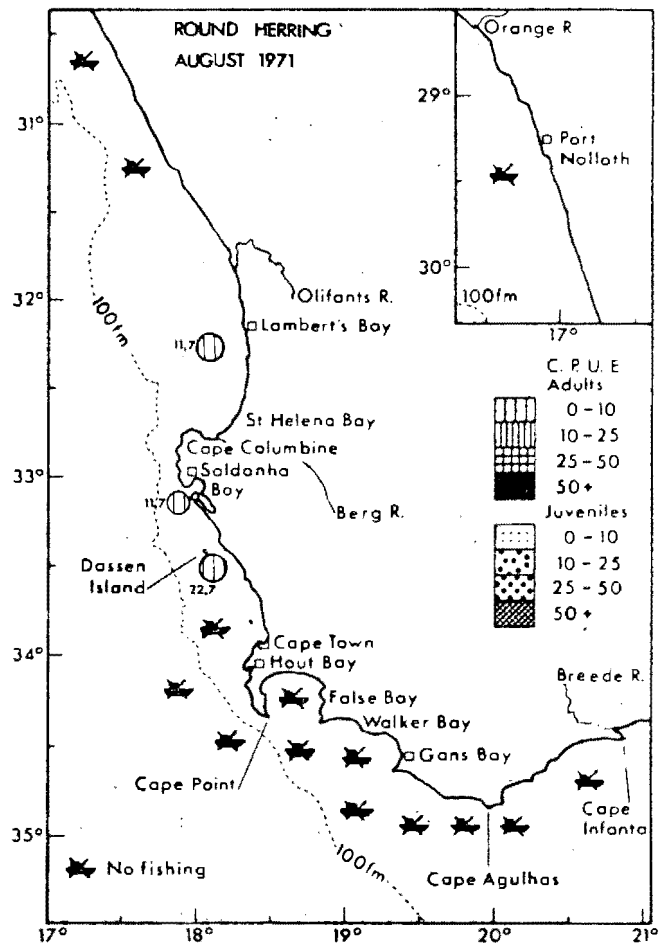 ROUND HERRING
AUGUST 1971
Orange R
29°
Port
Nolloth
30°
100fm
17°
31°
100fm
32°
Olifants R.
Lambert's Bay
11,7
C. P. U. E
Adults
0-10
10-25
25-50
50+
Juveniles
0-10
10-25
25-50
50+
St Helena Bay
Cape Columbine
33°
Saldanha
Bay
11,7
Berg R.
Dassen
Island
22,7
34°
Cape Town
Hout Bay
Breede R.
False Bay
Walker Bay
Gans Bay
Cape Point
Cape
Infanta
35°
100fm
No fishing
Cape Agulhas
17°
18°
19°
20°
21°